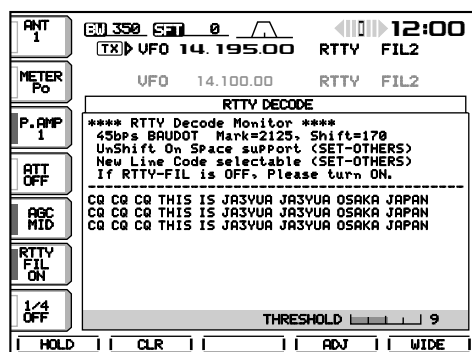 ANT 1
BW 350 SFT 0 12:00
TX VFO 14.195.00 RTTY FIL2
METER Po
VFO 14.100.00 RTTY FIL2
RTTY DECODE
P.AMP 1
**** RTTY Decode Monitor ****
45bps BAUDOT Mark=2125, Shift=170
UnShift On Space support (SET-OTHERS)
New Line Code selectable (SET-OTHERS)
If RTTY-FIL is OFF, Please turn ON.
ATT OFF
--------------------------------------------
CQ CQ CQ THIS IS JA3YUA JA3YUA OSAKA JAPAN
CQ CQ CQ THIS IS JA3YUA JA3YUA OSAKA JAPAN
CQ CQ CQ THIS IS JA3YUA JA3YUA OSAKA JAPAN
AGC MID
RTTY FIL ON
1/4 OFF
THRESHOLD 9
HOLD CLR ADJ WIDE